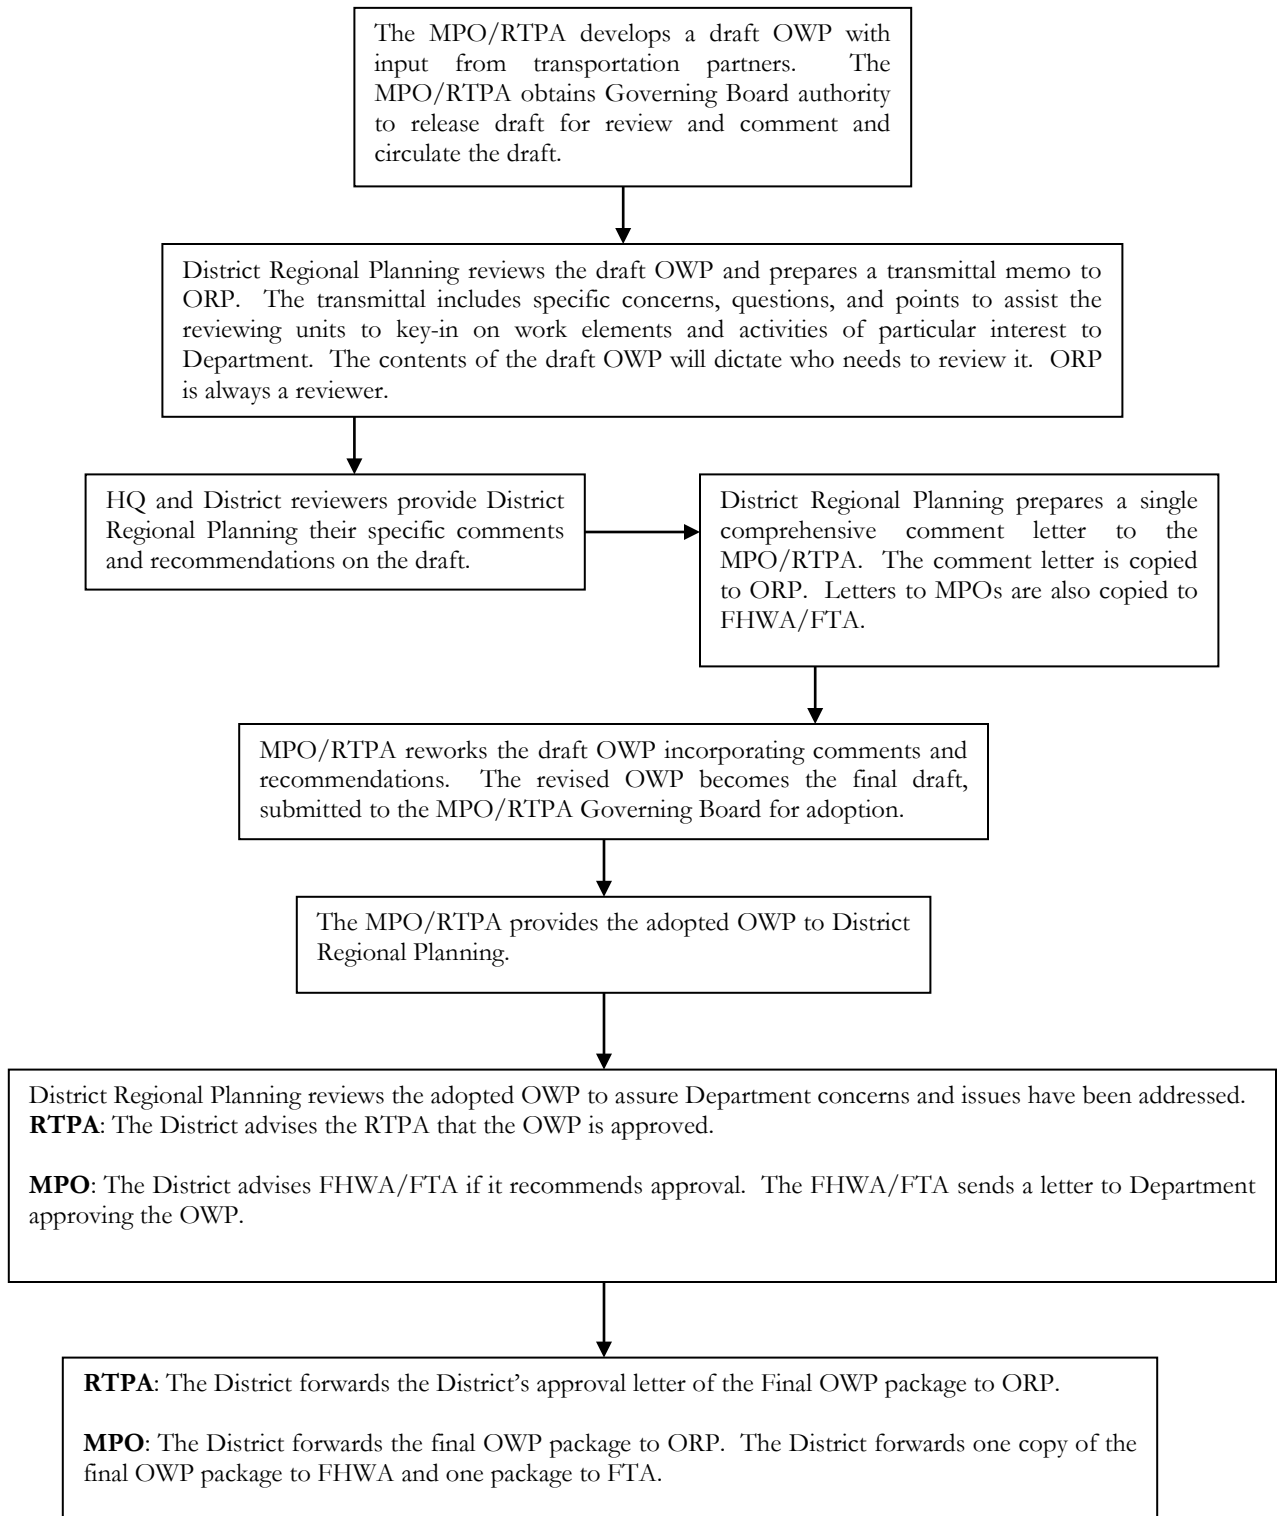 The MPO/RTPA develops a draft OWP with
input from transportation partners. The
MPO/RTPA obtains Governing Board authority
to release draft for review and comment and
circulate the draft.
District Regional Planning reviews the draft OWP and prepares a transmittal memo to
ORP. The transmittal includes specific concerns, questions, and points to assist the
reviewing units to key-in on work elements and activities of particular interest to
Department. The contents of the draft OWP will dictate who needs to review it. ORP
is always a reviewer.
HQ and District reviewers provide District
Regional Planning their specific comments
and recommendations on the draft.
District Regional Planning prepares a single
comprehensive comment letter to the
MPO/RTPA. The comment letter is copied
to ORP. Letters to MPOs are also copied to
FHWA/FTA.
MPO/RTPA reworks the draft OWP incorporating comments and
recommendations. The revised OWP becomes the final draft,
submitted to the MPO/RTPA Governing Board for adoption.
The MPO/RTPA provides the adopted OWP to District
Regional Planning.
District Regional Planning reviews the adopted OWP to assure Department concerns and issues have been addressed.
RTPA: The District advises the RTPA that the OWP is approved.
MPO: The District advises FHWA/FTA if it recommends approval. The FHWA/FTA sends a letter to Department
approving the OWP.
RTPA: The District forwards the District's approval letter of the Final OWP package to ORP.
MPO: The District forwards the final OWP package to ORP. The District forwards one copy of the
final OWP package to FHWA and one package to FTA.